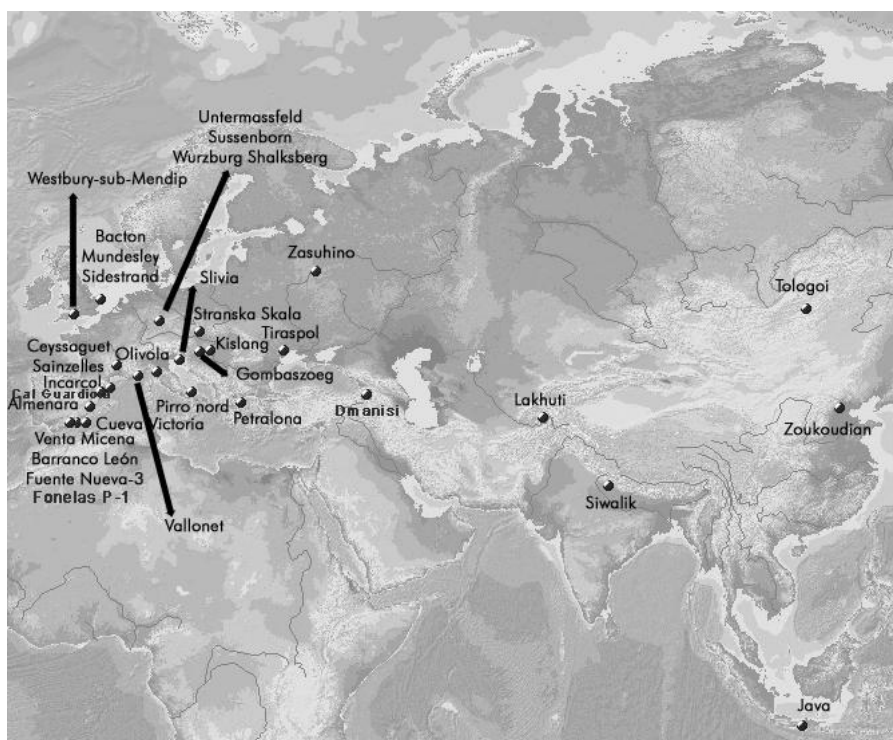 Untermassfeld
Sussenborn
Wurzburg Shalksberg
Westbury-sub-Mendip
Bacton
Mundesley
Sidestrand
Zasuhino
Slivia
Tologoi
Stranska Skala
Tiraspol
Kislang
Ceyssaguet
Olivola
Sainzelles
Gombaszoeg
Incarcol
Cal Guardiola
Almenara
Pirro nord
Petralona
Dmanisi
Lakhuti
Zoukoudian
Cueva Victoria
Venta Micena
Barranco León
Fuente Nueva-3
Fonelas P-1
Siwalik
Vallonet
Java